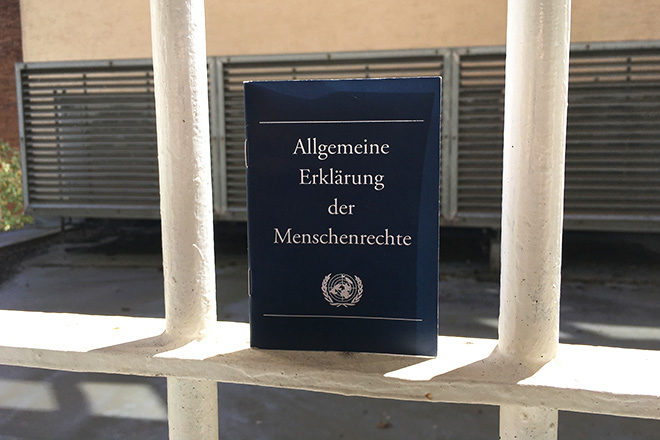 Allgemeine
Erklärung
der
Menschenrechte